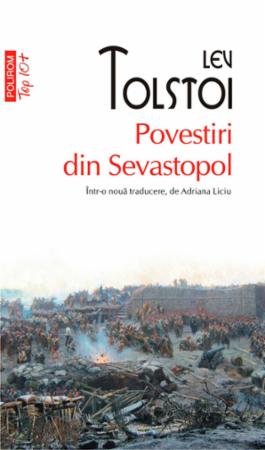 POLIROM
Top 10+
LEV
TOLSTOI
Povestiri
din Sevastopol
Într-o nouă traducere, de Adriana Liciu